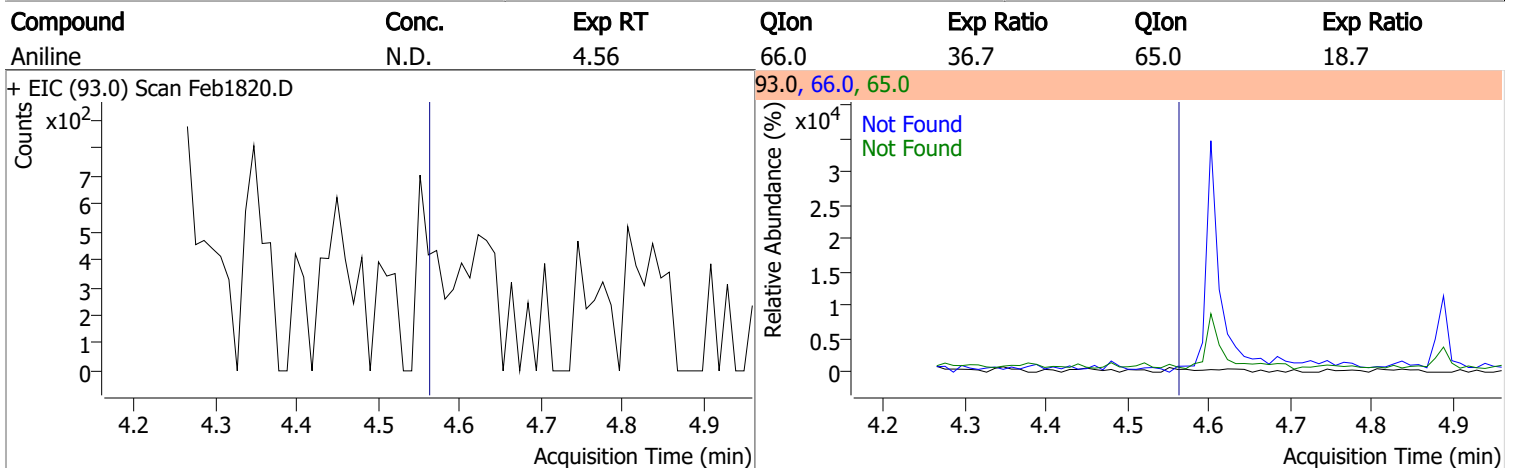 Compound Conc. Exp RT QIon Exp Ratio QIon Exp Ratio
Aniline N.D. 4.56 66.0 36.7 65.0 18.7
+ EIC (93.0) Scan Feb1820.D
Counts
x10²
7
6
5
4
3
2
1
0
4.2 4.3 4.4 4.5 4.6 4.7 4.8 4.9
Acquisition Time (min)
93.0, 66.0, 65.0
Relative Abundance (%)
x10⁴
Not Found
Not Found
3
2.5
2
1.5
1
0.5
0
4.2 4.3 4.4 4.5 4.6 4.7 4.8 4.9
Acquisition Time (min)